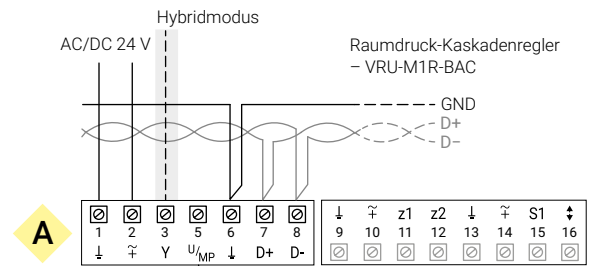 Hybridmodus
AC/DC 24 V
Raumdruck-Kaskadenregler
– VRU-M1R-BAC
GND
D+
D–
A
1 2 3 5 6 7 8
⏚ ~̅ Y U/MP ⏚ D+ D-
⏚ ~̅ z1 z2 ⏚ ~̅ S1 ↕
9 10 11 12 13 14 15 16